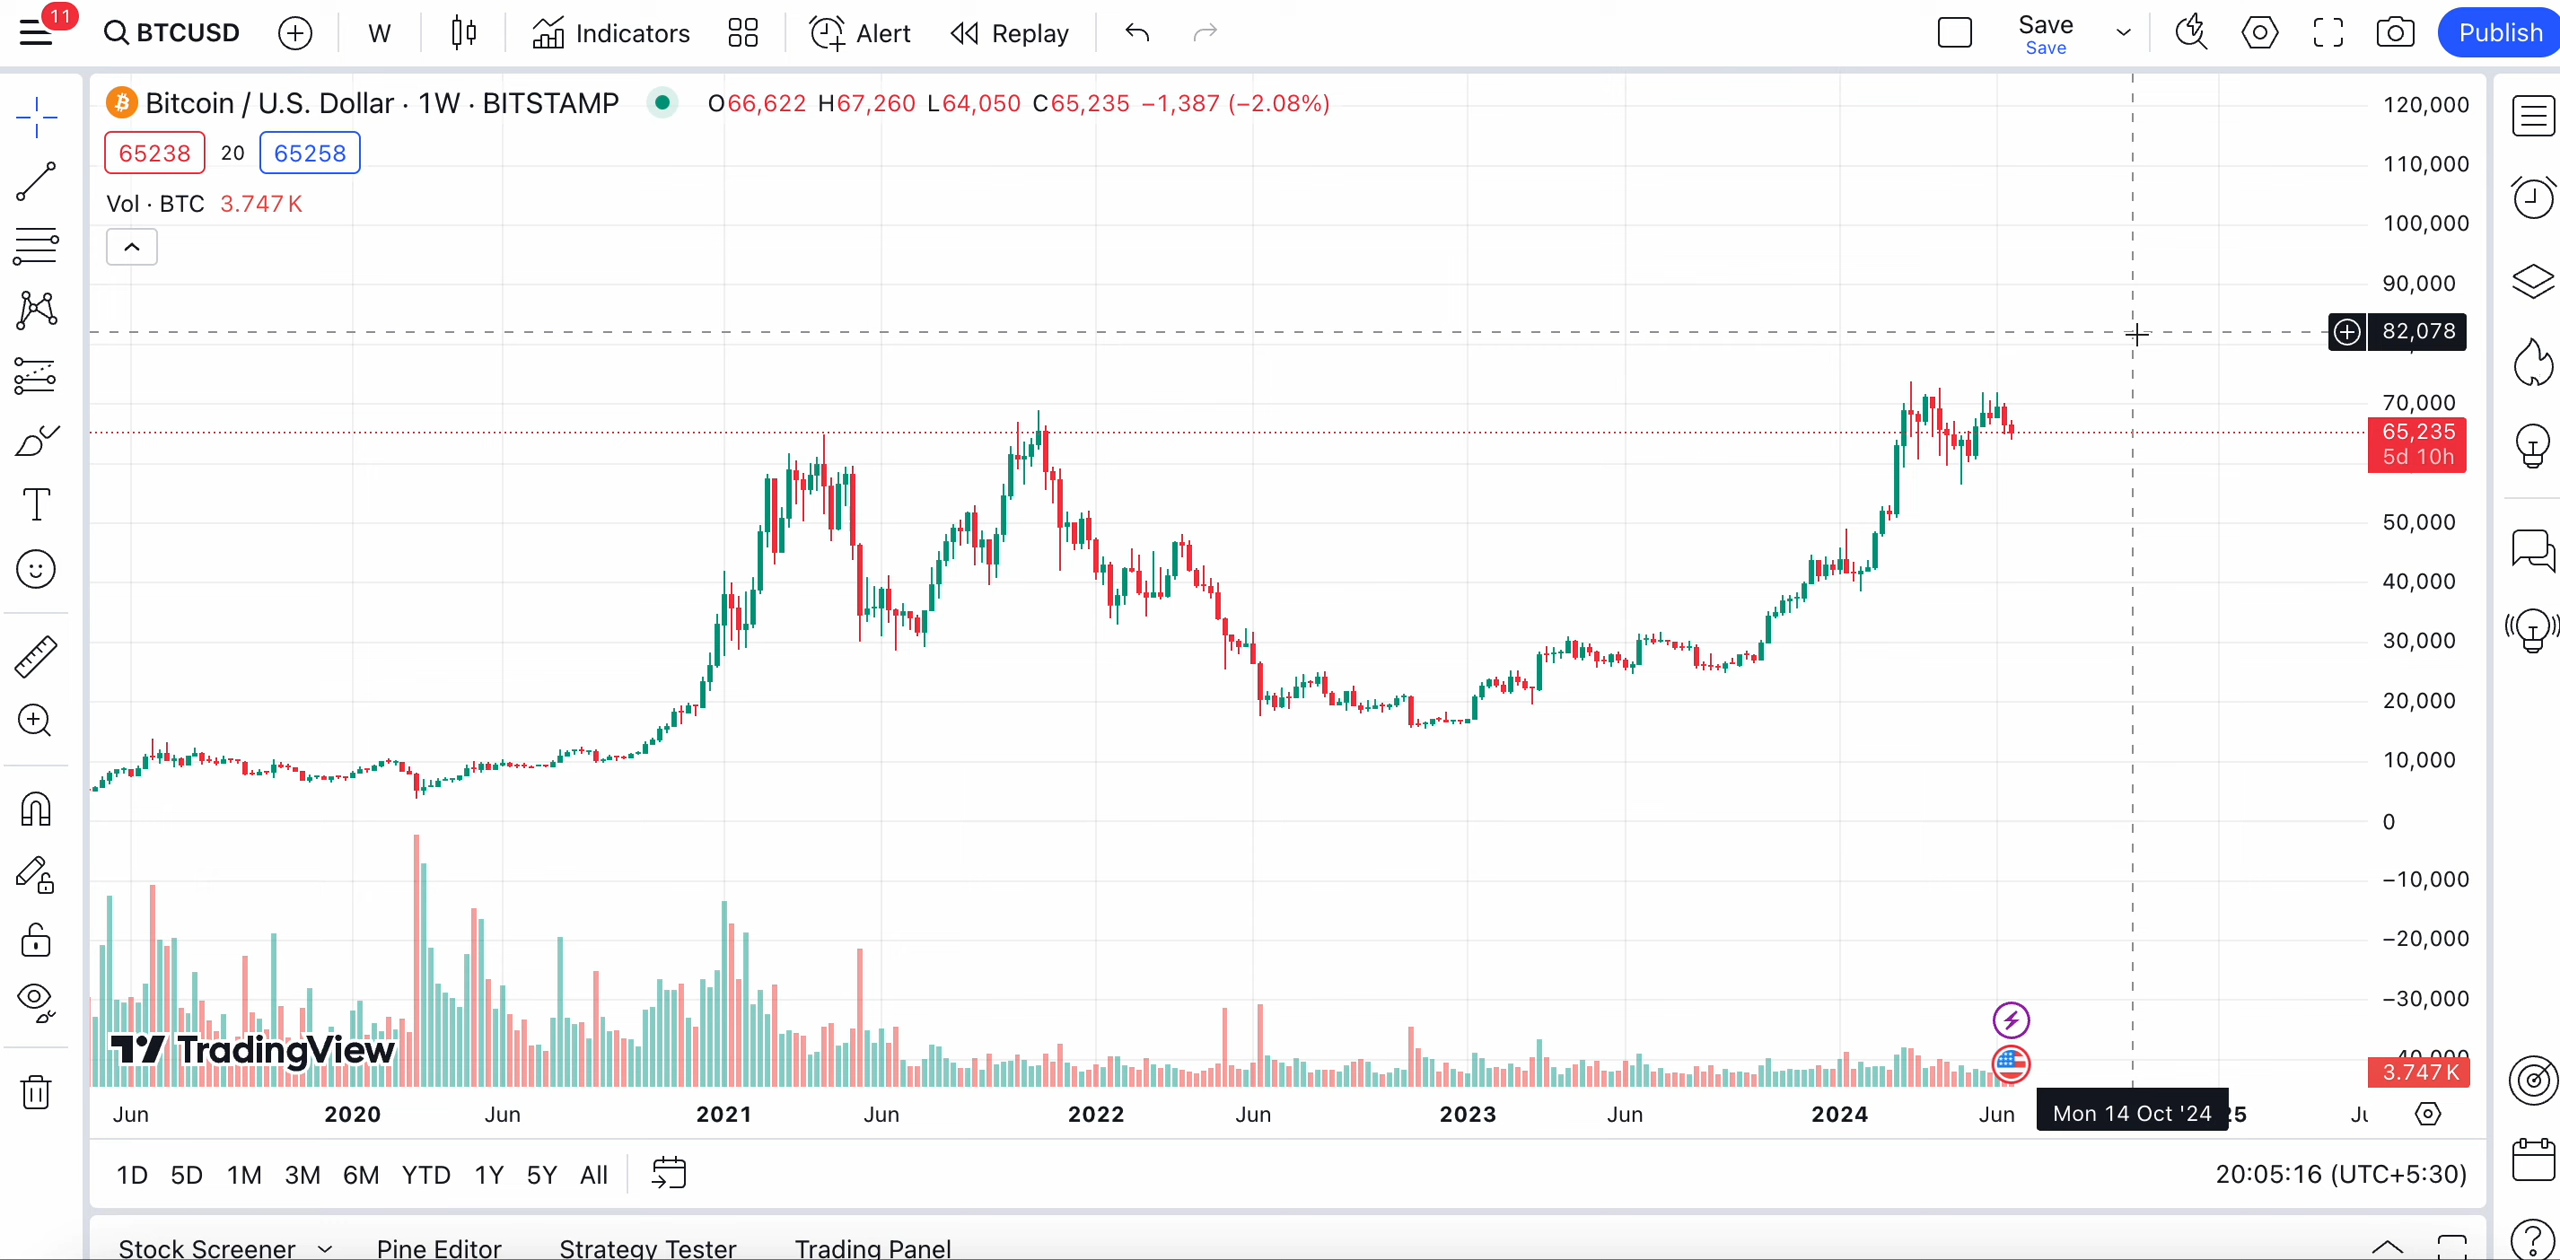 11
BTCUSD W Indicators Alert Replay Save Publish
Save
Bitcoin / U.S. Dollar · 1W · BITSTAMP O66,622 H67,260 L64,050 C65,235 −1,387 (−2.08%)
65238 20 65258
Vol · BTC 3.747 K
120,000
110,000
100,000
90,000
82,078
70,000
65,235
5d 10h
50,000
40,000
30,000
20,000
10,000
0
−10,000
−20,000
−30,000
3.747 K
TradingView
Jun 2020 Jun 2021 Jun 2022 Jun 2023 Jun 2024 Jun Mon 14 Oct '24
1D 5D 1M 3M 6M YTD 1Y 5Y All 20:05:16 (UTC+5:30)
Stock Screener Pine Editor Strategy Tester Trading Panel